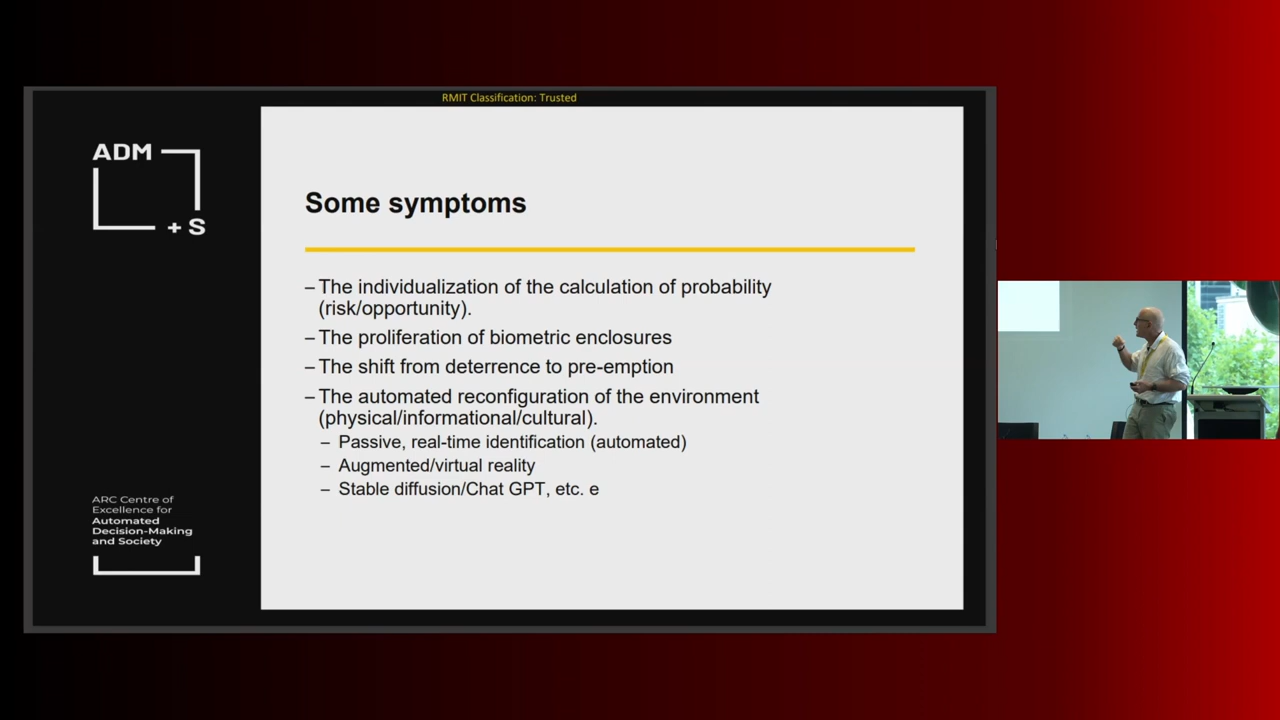 RMIT Classification: Trusted
ADM
+ S
Some symptoms
– The individualization of the calculation of probability
(risk/opportunity).
– The proliferation of biometric enclosures
– The shift from deterrence to pre-emption
– The automated reconfiguration of the environment
(physical/informational/cultural).
– Passive, real-time identification (automated)
– Augmented/virtual reality
– Stable diffusion/Chat GPT, etc. e
ARC Centre of
Excellence for
Automated
Decision-Making
and Society